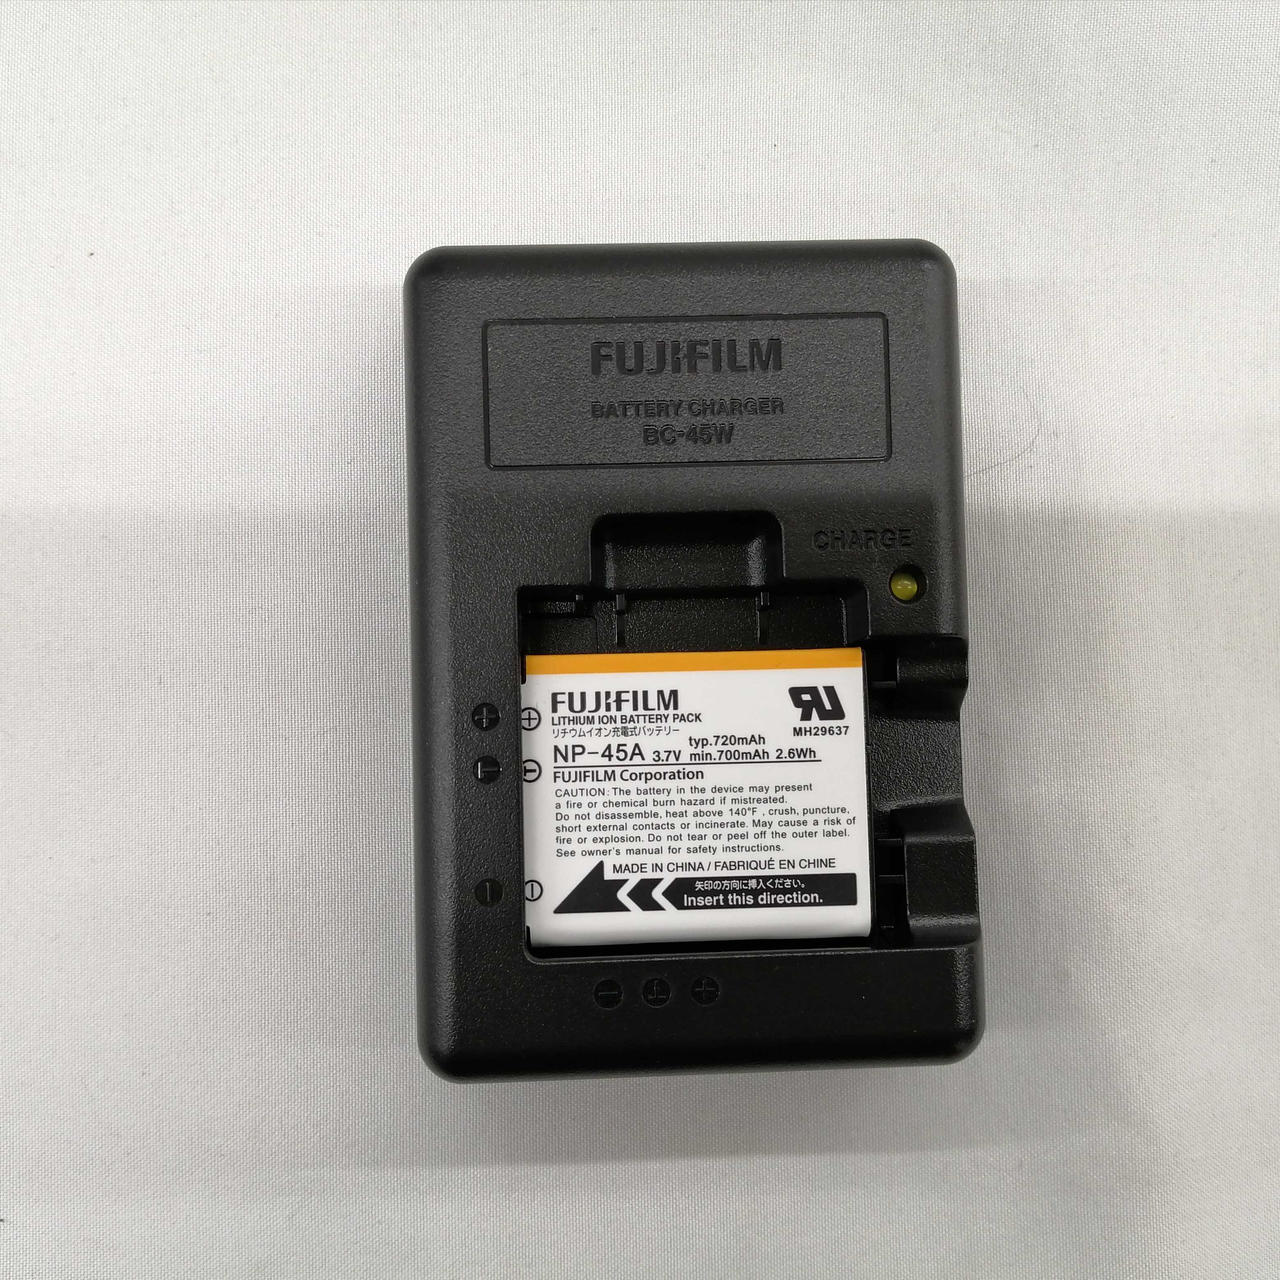 FUJIFILM
BATTERY CHARGER
BC-45W
CHARGE
FUJIFILM
LITHIUM ION BATTERY PACK
リチウムイオン充電式バッテリー
MH29637
NP-45A 3.7V typ.720mAh min.700mAh 2.6Wh
FUJIFILM Corporation
CAUTION: The battery in the device may present
a fire or chemical burn hazard if mistreated.
Do not disassemble, heat above 140°F , crush, puncture,
short external contacts or incinerate. May cause a risk of
fire or explosion. Do not tear or peel off the outer label.
See owner's manual for safety instructions.
MADE IN CHINA / FABRIQUÉ EN CHINE
矢印の方向に挿入ください。
Insert this direction.